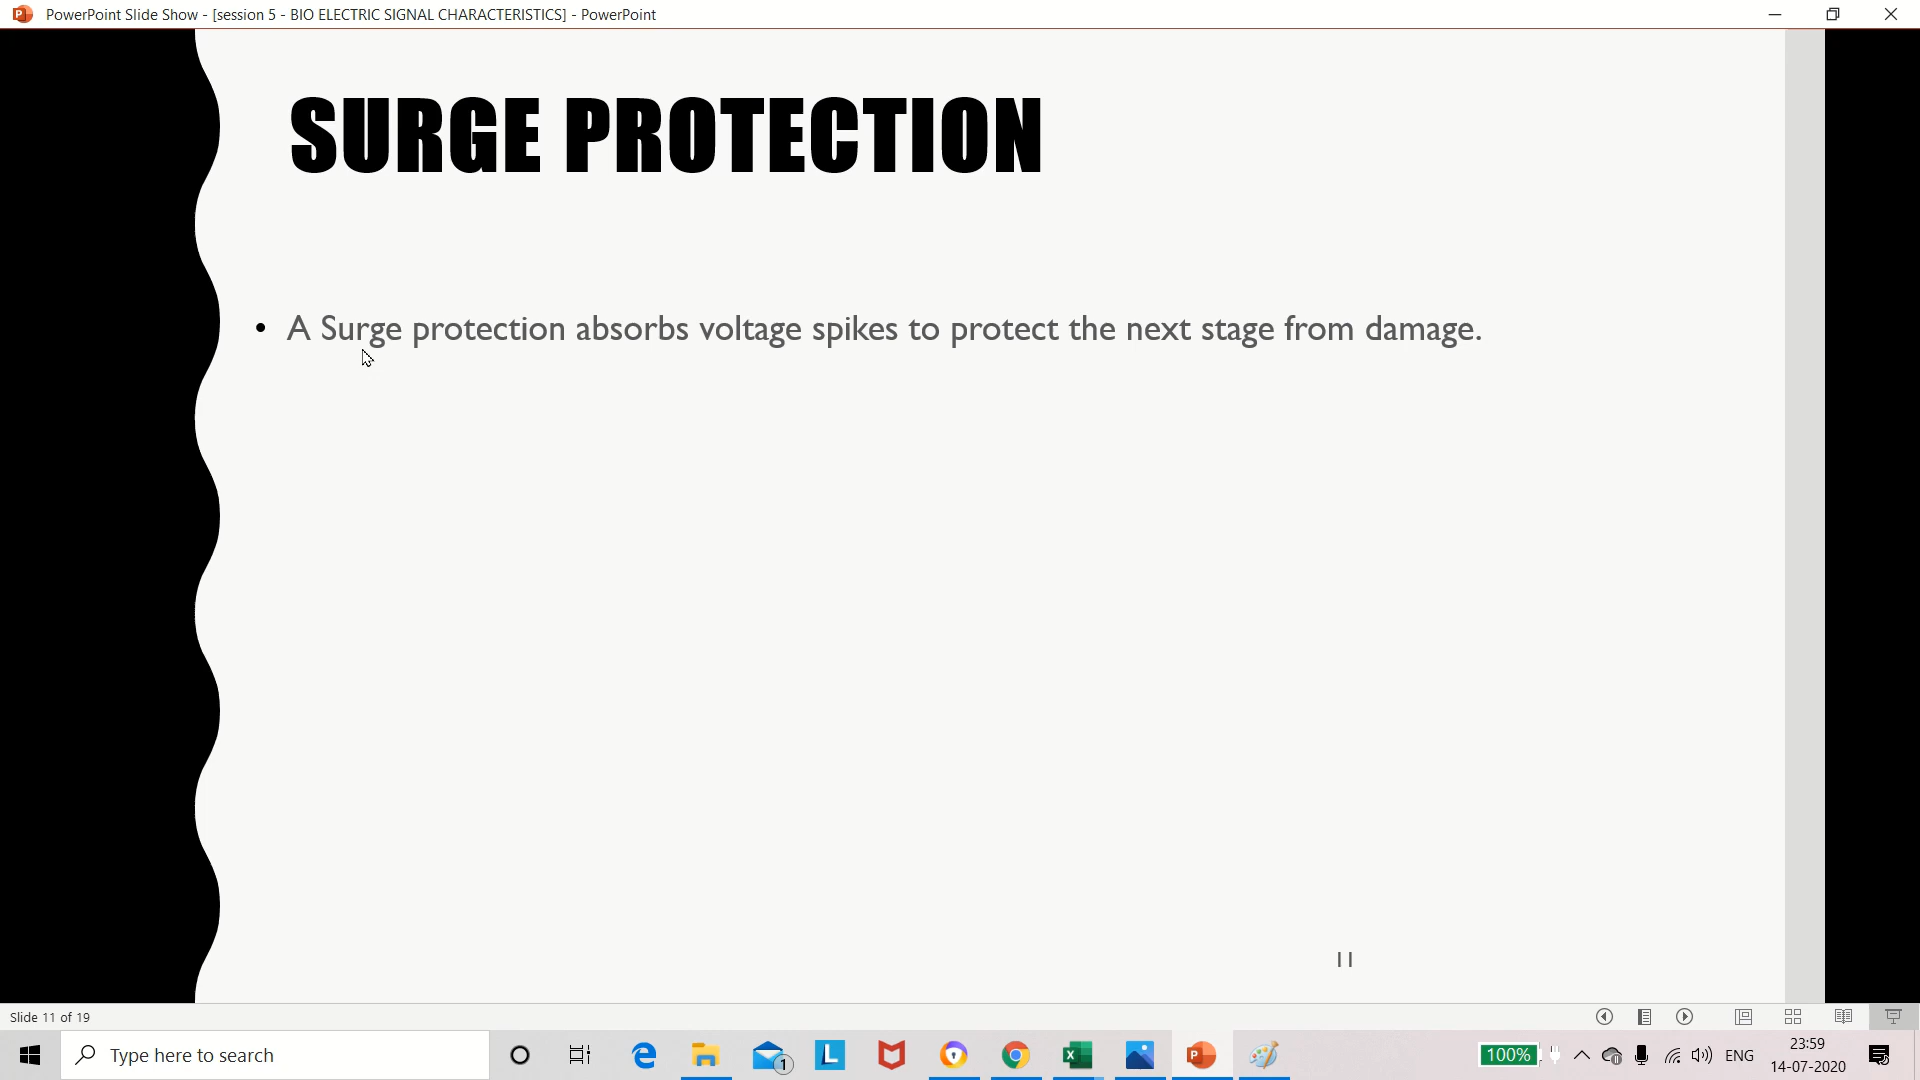 PowerPoint Slide Show - [session 5 - BIO ELECTRIC SIGNAL CHARACTERISTICS] - PowerPoint
SURGE PROTECTION
• A Surge protection absorbs voltage spikes to protect the next stage from damage.
11
Slide 11 of 19
Type here to search
1
L
100%
ENG
23:59
14-07-2020